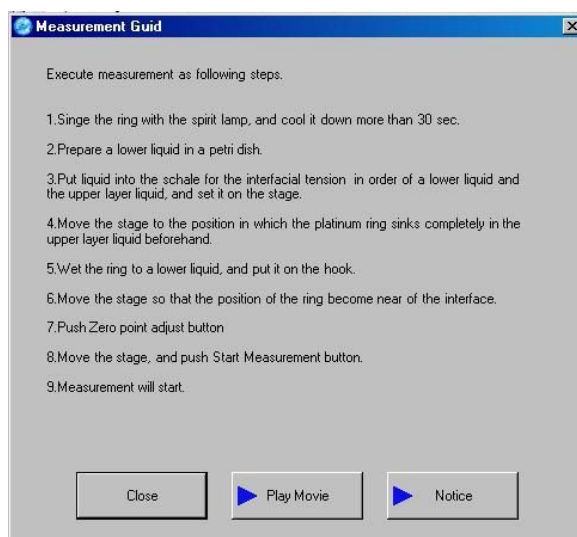 Measurement Guid
Execute measurement as following steps.
1.Singe the ring with the spirit lamp, and cool it down more than 30 sec.
2.Prepare a lower liquid in a petri dish.
3.Put liquid into the schale for the interfacial tension in order of a lower liquid and
the upper layer liquid, and set it on the stage.
4.Move the stage to the position in which the platinum ring sinks completely in the
upper layer liquid beforehand.
5.Wet the ring to a lower liquid, and put it on the hook.
6.Move the stage so that the position of the ring become near of the interface.
7.Push Zero point adjust button
8.Move the stage, and push Start Measurement button.
9.Measurement will start.
Close Play Movie Notice